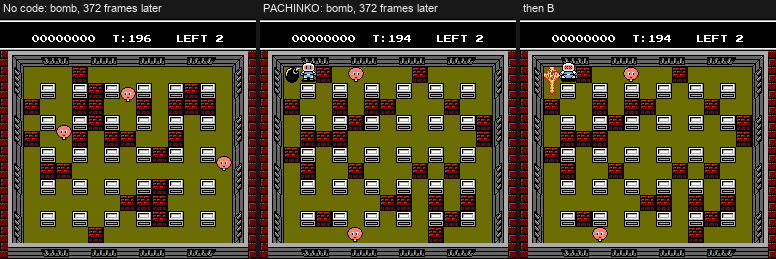 No code: bomb, 372 frames later
PACHINKO: bomb, 372 frames later
then B
00000000 T:196 LEFT 2
00000000 T:194 LEFT 2
00000000 T:194 LEFT 2